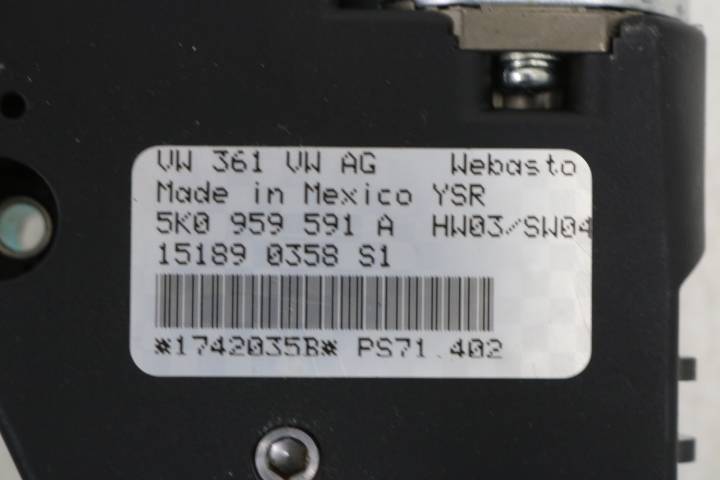 VW 361 VW AG Webasto
Made in Mexico YSR
5K0 959 591 A HW03/SW04
15189 0358 S1
*1742035B* PS71.402